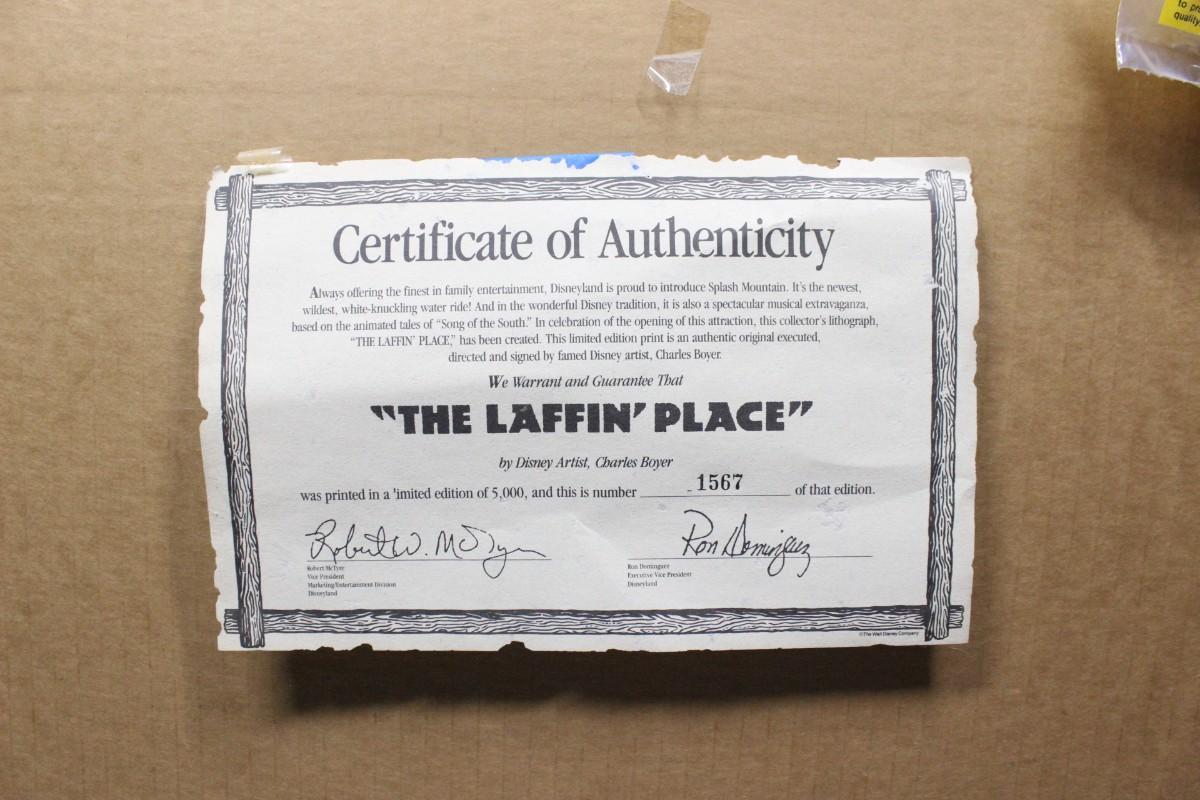 to pr
quality
Certificate of Authenticity
Always offering the finest in family entertainment, Disneyland is proud to introduce Splash Mountain. It's the newest,
wildest, white-knuckling water ride! And in the wonderful Disney tradition, it is also a spectacular musical extravaganza,
based on the animated tales of "Song of the South." In celebration of the opening of this attraction, this collector's lithograph,
"THE LAFFIN' PLACE," has been created. This limited edition print is an authentic original executed,
directed and signed by famed Disney artist, Charles Boyer.
We Warrant and Guarantee That
"THE LAFFIN' PLACE"
by Disney Artist, Charles Boyer
was printed in a limited edition of 5,000, and this is number 1567 of that edition.
Robert W. McTyre
Ron Dominguez
Robert McTyre
Vice President
Marketing/Entertainment Division
Disneyland
Ron Dominguez
Executive Vice President
Disneyland
©The Walt Disney Company